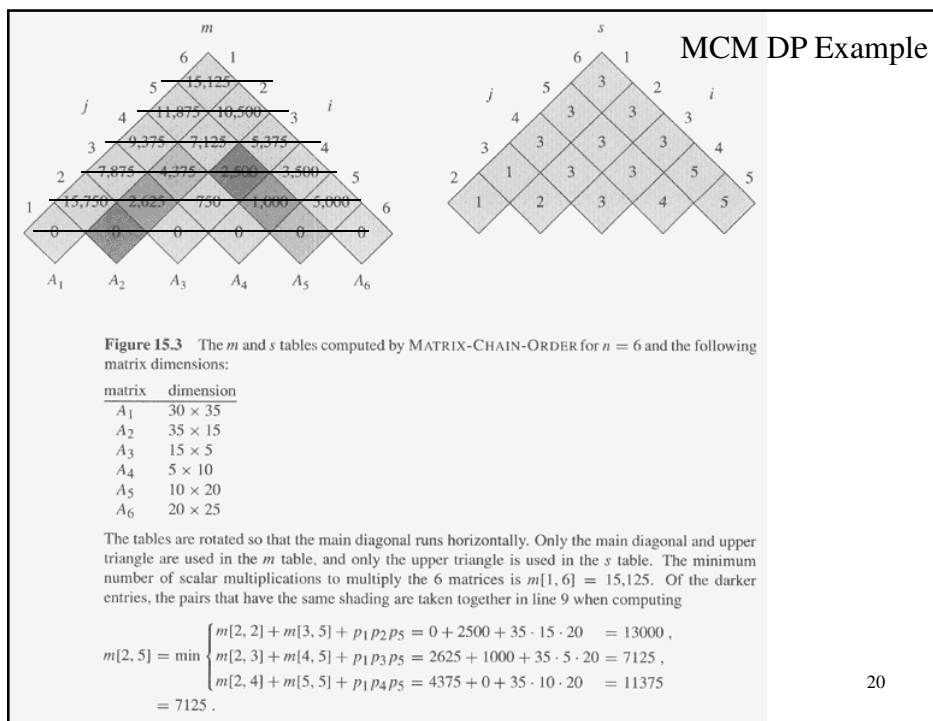 MCM DP Example
m
6 1
5 15,125 2
j 4 11,875 10,500 3 i
3 9,375 7,125 5,375 4
2 7,875 4,375 2,500 3,500 5
1 15,750 2,625 750 1,000 5,000 6
0 0 0 0 0 0
A1 A2 A3 A4 A5 A6
s
6 1
5 3 2
j 4 3 3 3 i
3 3 3 3 4
2 1 3 3 5 5
1 2 3 4 5
Figure 15.3 The m and s tables computed by MATRIX-CHAIN-ORDER for n = 6 and the following
matrix dimensions:
matrix dimension
A1 30 × 35
A2 35 × 15
A3 15 × 5
A4 5 × 10
A5 10 × 20
A6 20 × 25
The tables are rotated so that the main diagonal runs horizontally. Only the main diagonal and upper
triangle are used in the m table, and only the upper triangle is used in the s table. The minimum
number of scalar multiplications to multiply the 6 matrices is m[1, 6] = 15,125. Of the darker
entries, the pairs that have the same shading are taken together in line 9 when computing
m[2, 2] + m[3, 5] + p1p2p5 = 0 + 2500 + 35 · 15 · 20 = 13000 ,
m[2, 5] = min { m[2, 3] + m[4, 5] + p1p3p5 = 2625 + 1000 + 35 · 5 · 20 = 7125 ,
m[2, 4] + m[5, 5] + p1p4p5 = 4375 + 0 + 35 · 10 · 20 = 11375
= 7125 .
20